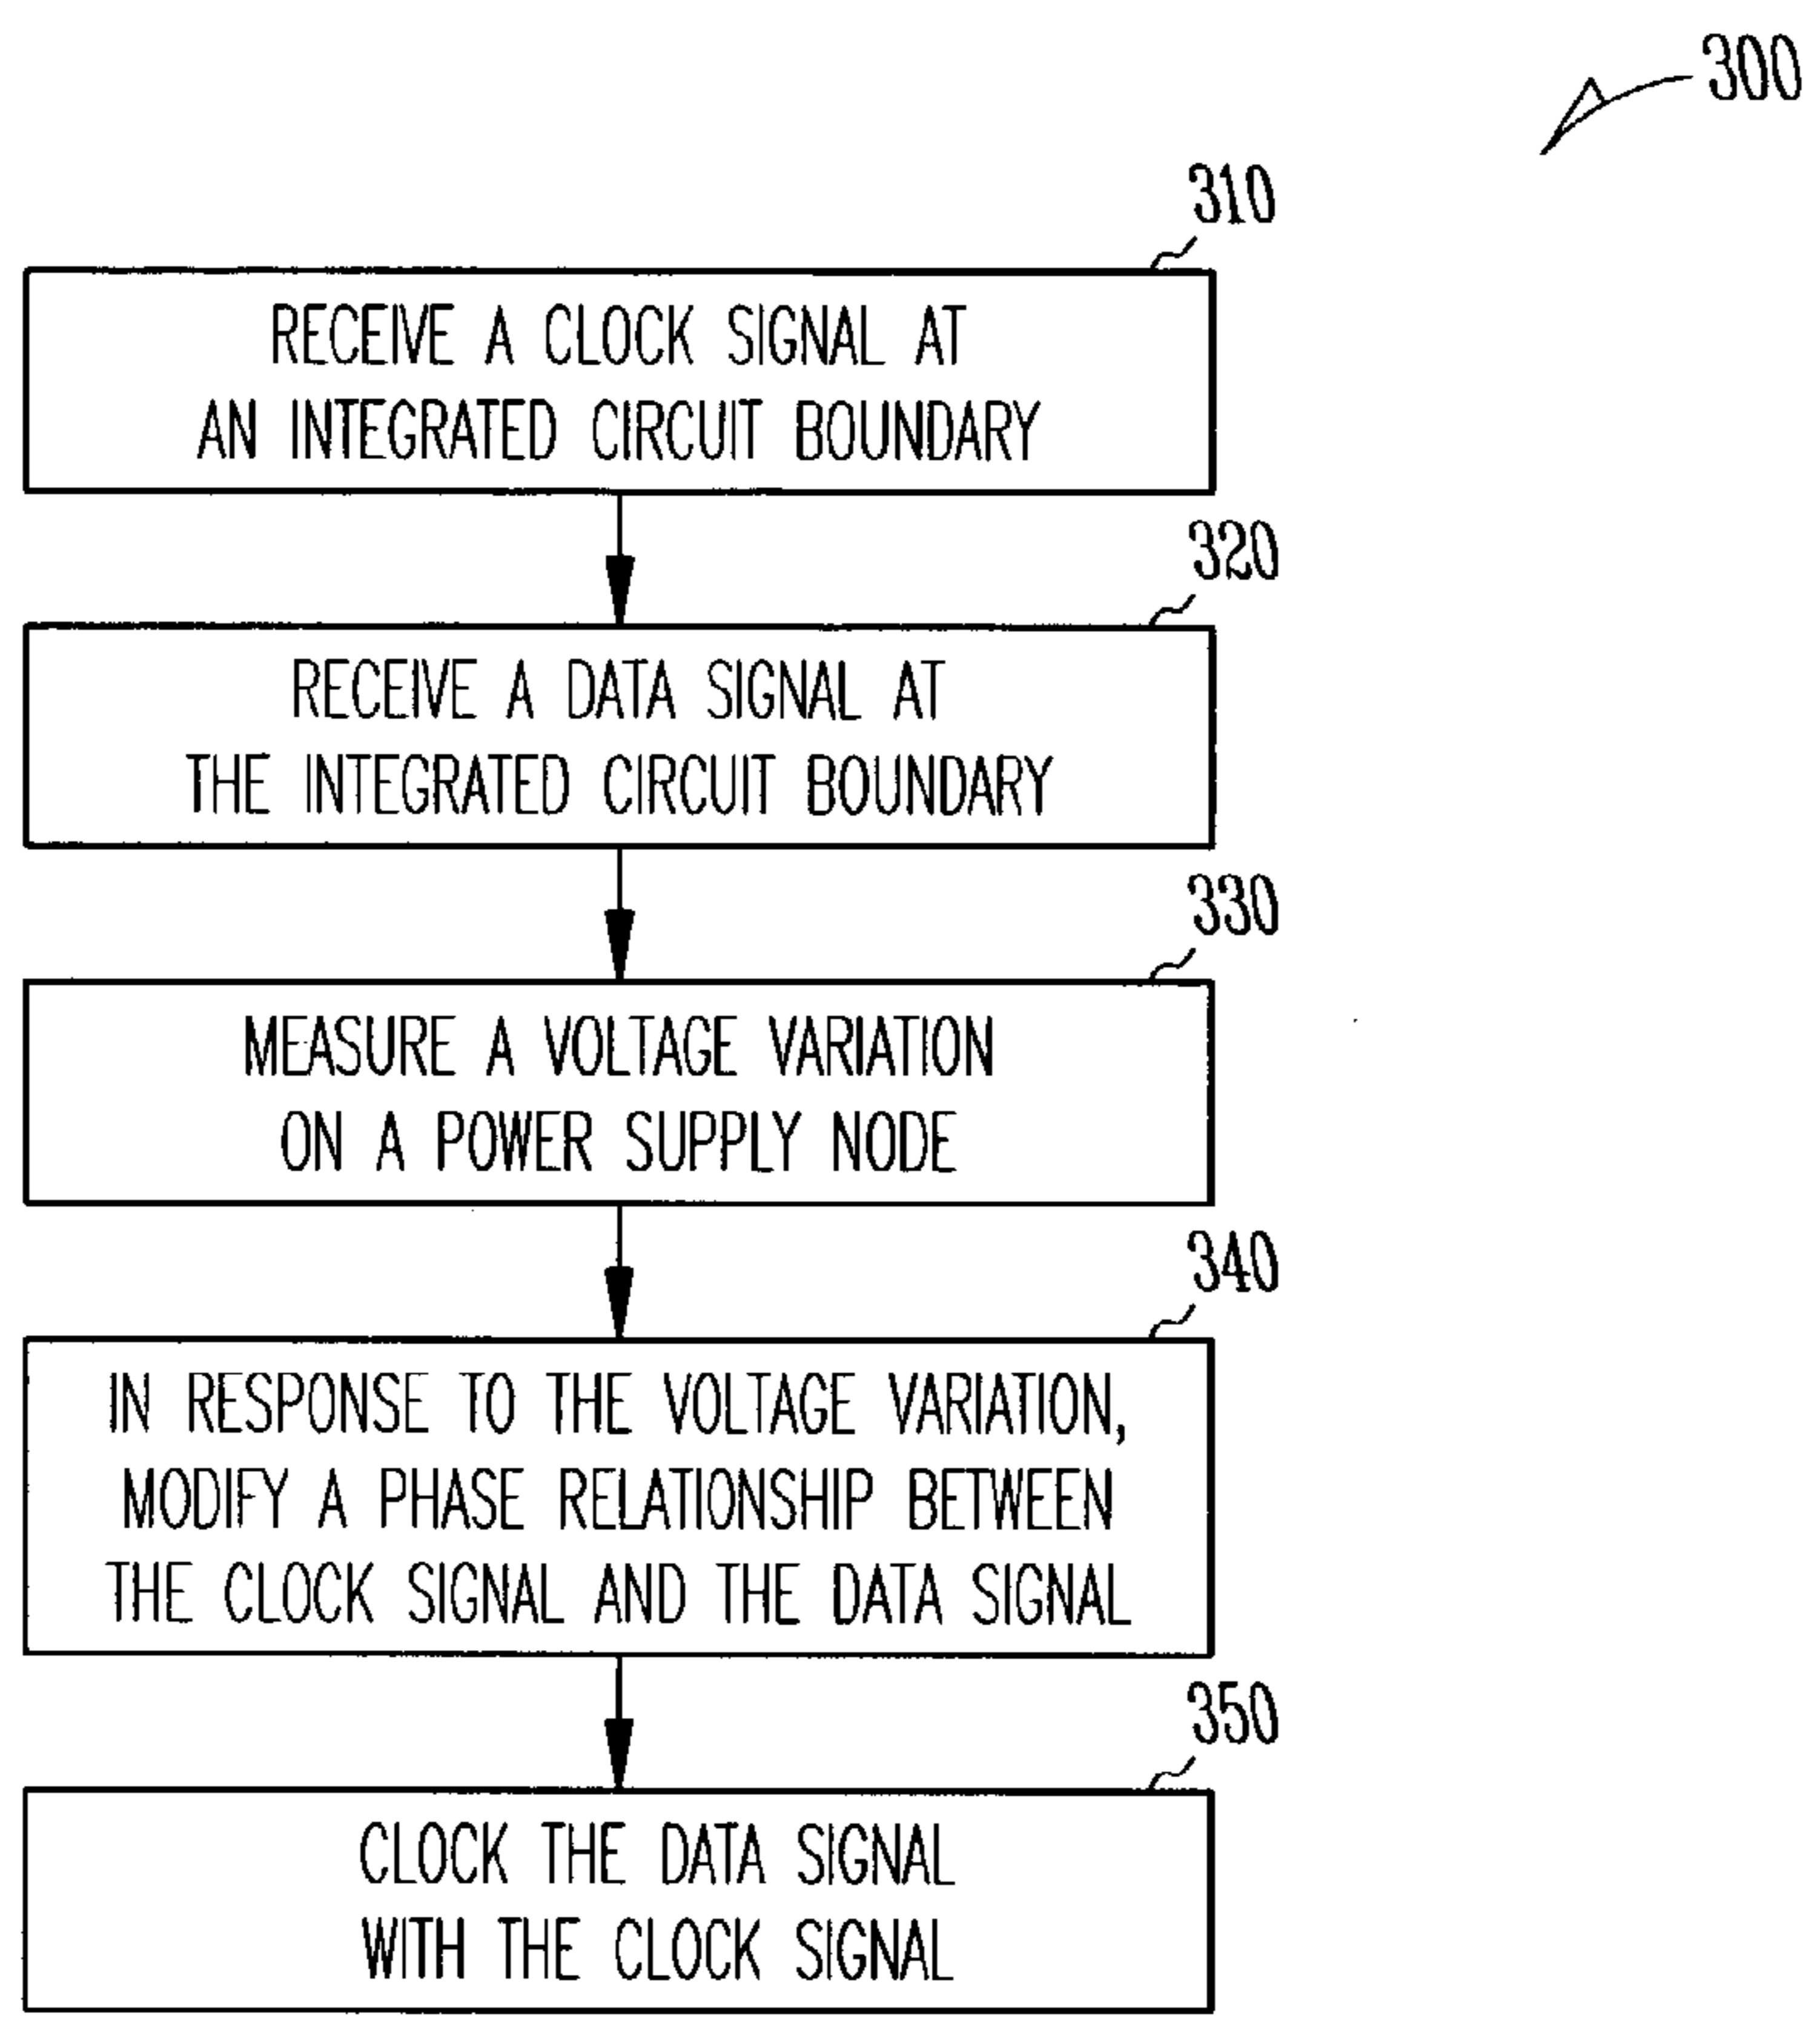 300
310
RECEIVE A CLOCK SIGNAL AT
AN INTEGRATED CIRCUIT BOUNDARY
320
RECEIVE A DATA SIGNAL AT
THE INTEGRATED CIRCUIT BOUNDARY
330
MEASURE A VOLTAGE VARIATION
ON A POWER SUPPLY NODE
340
IN RESPONSE TO THE VOLTAGE VARIATION,
MODIFY A PHASE RELATIONSHIP BETWEEN
THE CLOCK SIGNAL AND THE DATA SIGNAL
350
CLOCK THE DATA SIGNAL
WITH THE CLOCK SIGNAL